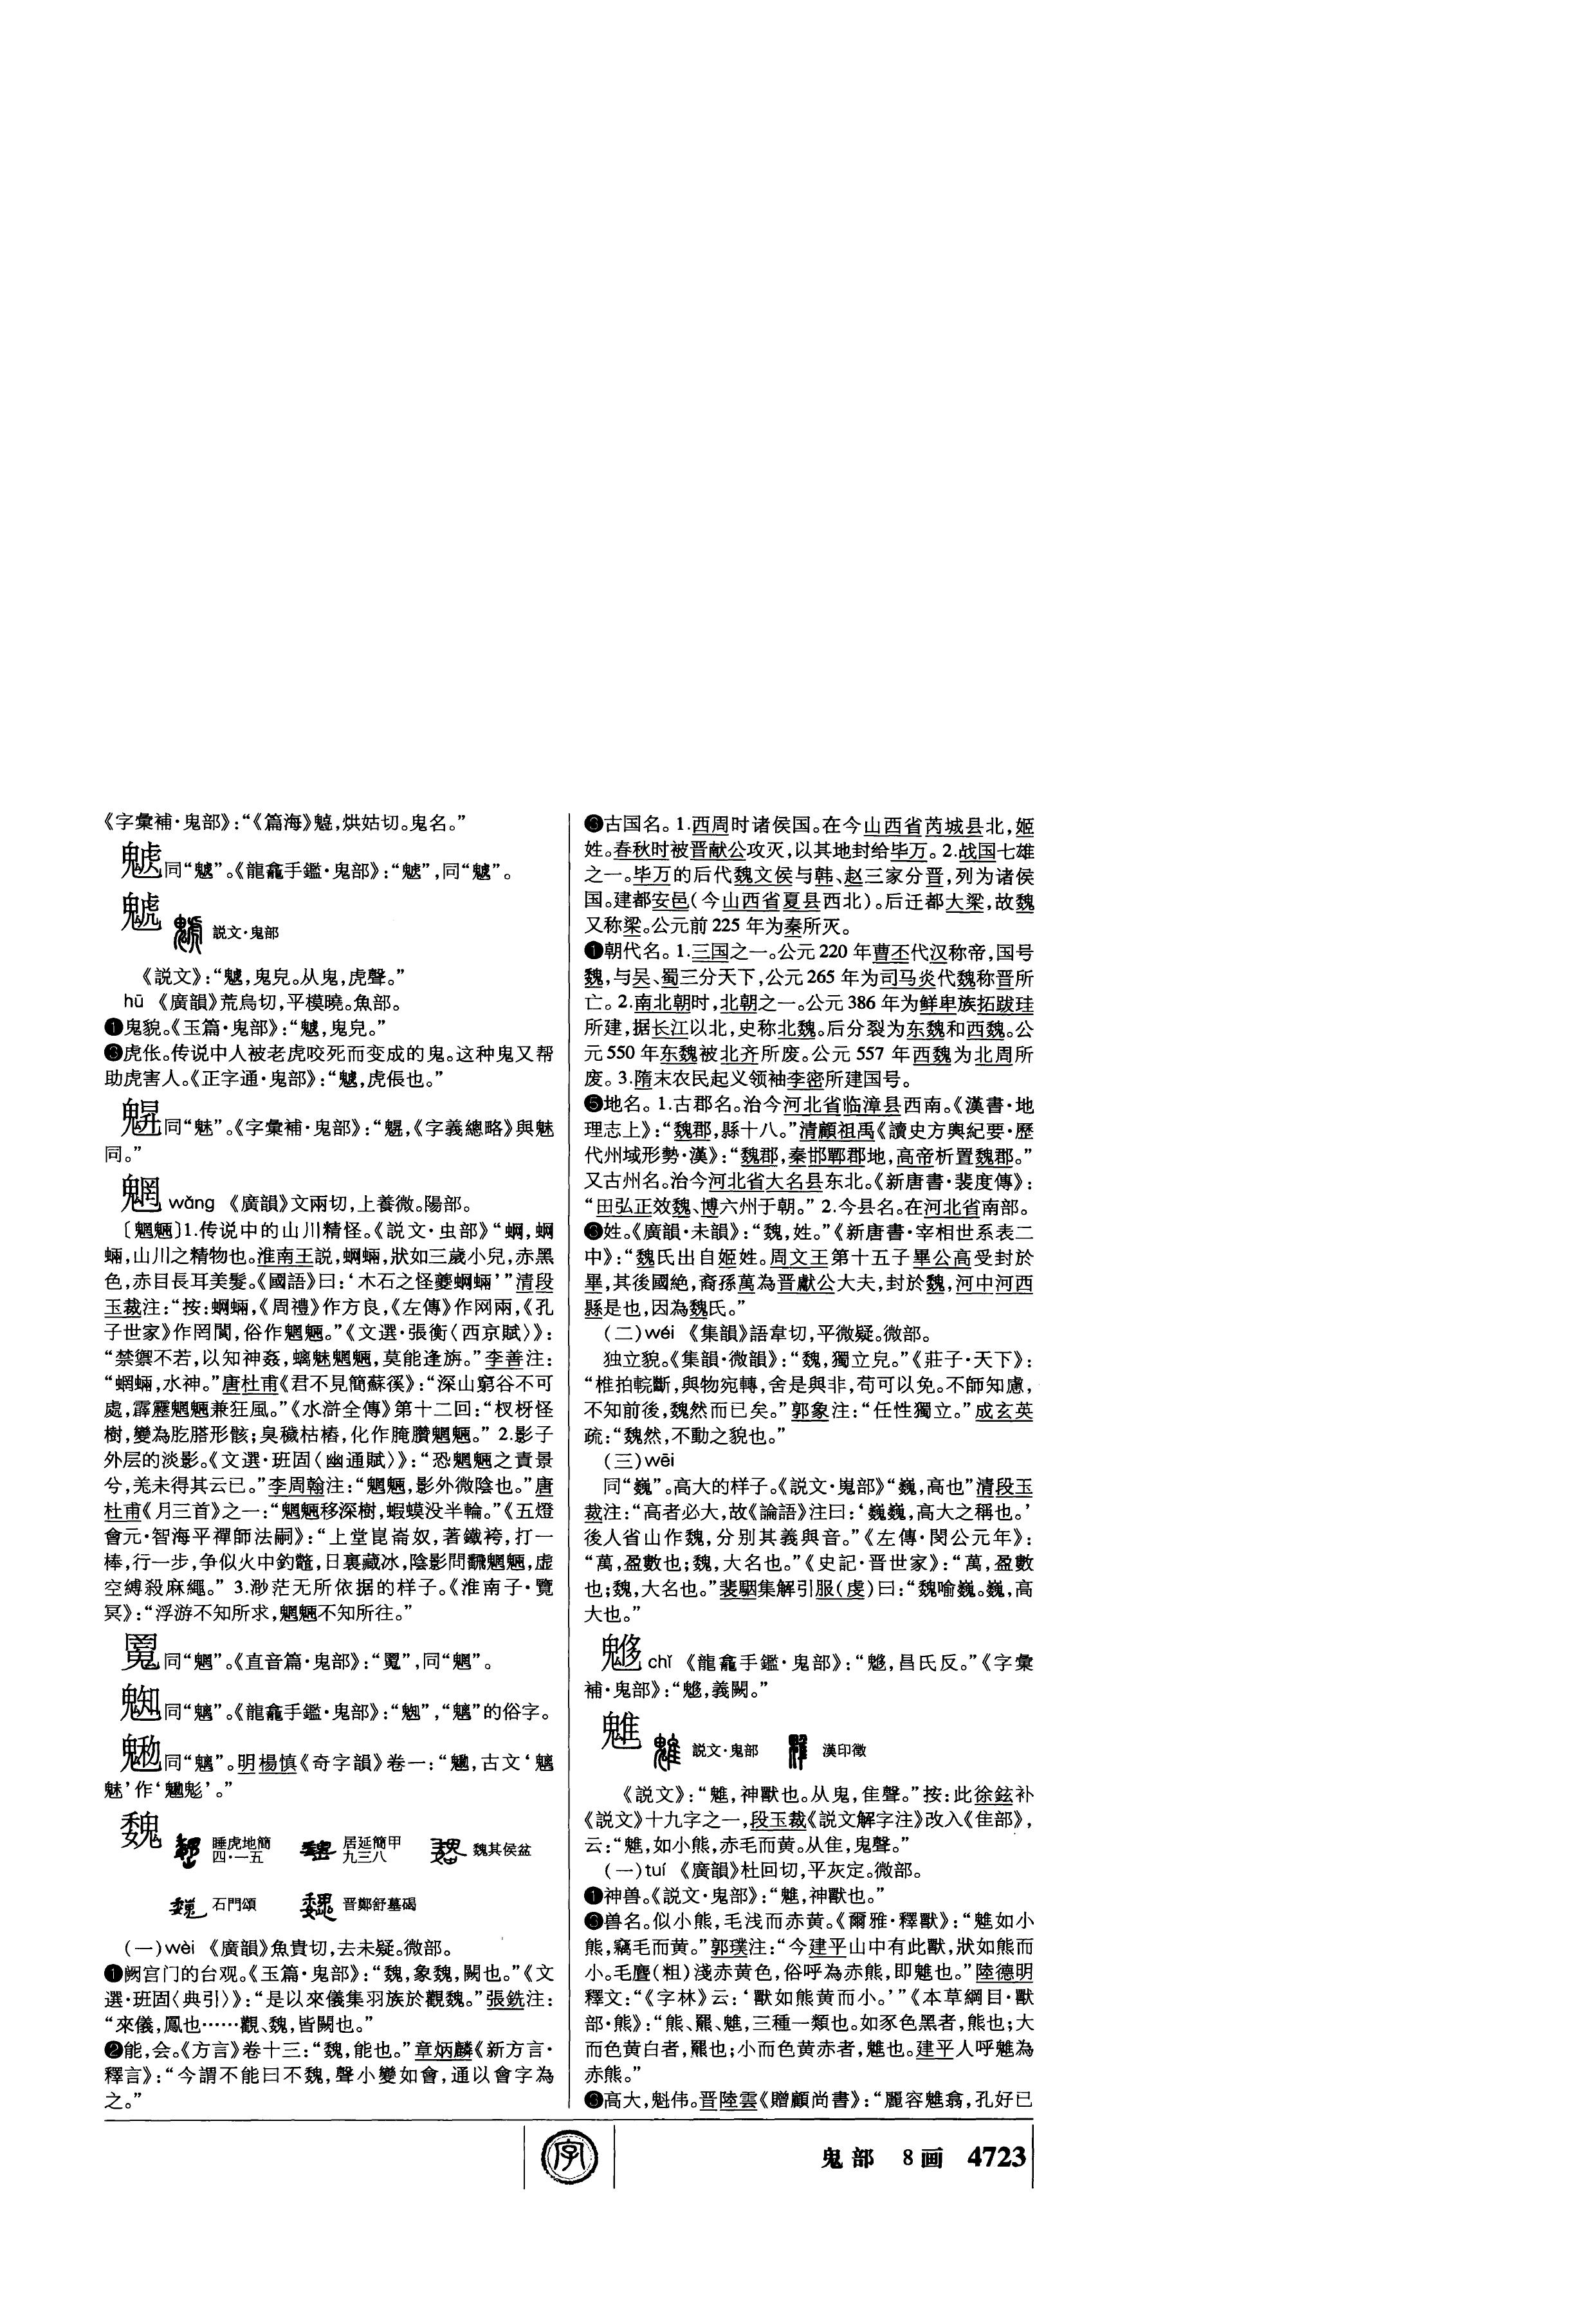 《字彙補·鬼部》：“《篇海》䰧，烘姑切。鬼名。”
同“魖”。《龍龕手鑑·鬼部》：
説文·鬼部
《説文》：“䰧，鬼皃。从鬼，虎聲。”
hū 《廣韻》荒烏切，平模曉。魚部。
❶鬼貌。《玉篇·鬼部》：“䰧，鬼皃。”
虎伥。传说中人被老虎咬死而变成的鬼。这种鬼又帮
助虎害人。《正字通·鬼部》：“䰧，虎倀也。”
同“魅”。《字彙補·鬼部》：《字義總略》與魅
同。”
魍 wǎng 《廣韻》文兩切，上養微。陽部。
〔魍魎〕1.传说中的山川精怪。《説文·虫部》“蛧，蛧
蜽，山川之精物也。淮南王説，蛧蜽，狀如三歲小兒，赤黑
色，赤目長耳美髮。《國語》曰：‘木石之怪夔蛧蜽’”清段
玉裁注：“按：蛧蜽，《周禮》作方良，《左傳》作网兩，《孔
子世家》作罔閬，俗作魍魎。”《文選·張衡〈西京賦〉》：
“禁禦不若，以知神姦，螭魅魍魎，莫能逢旃。”李善注：
“蝄蜽，水神。”唐杜甫《君不見簡蘇徯》：“深山窮谷不可
處，霹靂魍魎兼狂風。”《水滸全傳》第十二回：“杈枒怪
樹，變為肐膪形骸；臭穢枯樁，化作腌臢魍魎。” 2.影子
外层的淡影。《文選·班固〈幽通賦〉》：“恐魍魎之責景
兮，羌未得其云已。”李周翰注：“魍魎，影外微陰也。”唐
杜甫《月三首》之一：“魍魎移深樹，蝦蟆没半輪。”《五燈
會元·智海平禪師法嗣》：“上堂崑崙奴，著鐵袴，打一
棒，行一步，争似火中釣鼈，日裏藏冰，陰影問翻魍魎，虚
空縛殺麻繩。” 3.渺茫无所依据的样子。《淮南子·覽
冥》：“浮游不知所求，魍魎不知所往。”
同“魍”。《直音篇·鬼部》：同“魍”。
同“魑”。《龍龕手鑑·鬼部》：“魑”的俗字。
同“魑”。明楊慎《奇字韻》卷一：古文‘魑
魅’作
魏
睡虎地簡
四·一五
居延簡甲
九三八
魏其侯盆
石門頌
晋鄭舒墓碣
（一）wèi 《廣韻》魚貴切，去未疑。微部。
❶阙宫门的台观。《玉篇·鬼部》：“魏，象魏，闕也。”《文
選·班固〈典引〉》：“是以來儀集羽族於觀魏。”張銑注：
“來儀，鳳也……觀、魏，皆闕也。”
❷能，会。《方言》卷十三：“魏，能也。”章炳麟《新方言·
釋言》：“今謂不能曰不魏，聲小變如會，通以會字為
之。”
❸古国名。1.西周时诸侯国。在今山西省芮城县北，姬
姓。春秋时被晋献公攻灭，以其地封给毕万。2.战国七雄
之一。毕万的后代魏文侯与韩、赵三家分晋，列为诸侯
国。建都安邑（今山西省夏县西北）。后迁都大梁，故魏
又称梁。公元前225年为秦所灭。
朝代名。1.三国之一。公元220年曹丕代汉称帝，国号
魏，与吴、蜀三分天下，公元265年为司马炎代魏称晋所
亡。2.南北朝时，北朝之一。公元386年为鲜卑族拓跋珪
所建，据长江以北，史称北魏。后分裂为东魏和西魏。公
元550年东魏被北齐所废。公元557年西魏为北周所
废。3.隋末农民起义领袖李密所建国号。
❺地名。1.古郡名。治今河北省临漳县西南。《漢書·地
理志上》：“魏郡，縣十八。”清顧祖禹《讀史方輿紀要·歷
代州域形勢·漢》：“魏郡，秦邯鄲郡地，高帝析置魏郡。”
又古州名。治今河北省大名县东北。《新唐書·裴度傳》：
“田弘正效魏、博六州于朝。” 2.今县名。在河北省南部。
姓。《廣韻·未韻》：“魏，姓。”《新唐書·宰相世系表二
中》：“魏氏出自姬姓。周文王第十五子畢公高受封於
畢，其後國絶，裔孫萬為晋獻公大夫，封於魏，河中河西
縣是也，因為魏氏。”
（二）wéi 《集韻》語韋切，平微疑。微部。
独立貌。《集韻·微韻》：“魏，獨立皃。”《莊子·天下》：
“椎拍輐斷，與物宛轉，舍是與非，苟可以免。不師知慮，
不知前後，魏然而已矣。”郭象注：“任性獨立。”成玄英
疏：“魏然，不動之貌也。”
（三）wēi
同“巍”。高大的样子。《説文·嵬部》“巍，高也”清段玉
裁注：“高者必大，故《論語》注曰：‘巍巍，高大之稱也。’
後人省山作魏，分别其義與音。”《左傳·閔公元年》：
“萬，盈數也；魏，大名也。”《史記·晋世家》：“萬，盈數
也；魏，大名也。”裴駰集解引服（虔）曰：“魏喻巍。巍，高
大也。”
chǐ 《龍龕手鑑·鬼部》：昌氏反。”《字彙
補·鬼部》：義闕。”
魋
説文·鬼部
漢印徵
《説文》：“魋，神獸也。从鬼，隹聲。”按：此徐鉉补
《説文》十九字之一，段玉裁《説文解字注》改入《隹部》，
云：“魋，如小熊，赤毛而黄。从隹，鬼聲。”
（一）tuí 《廣韻》杜回切，平灰定。微部。
❶神兽。《説文·鬼部》：“魋，神獸也。”
兽名。似小熊，毛浅而赤黄。《爾雅·釋獸》：“魋如小
熊，竊毛而黄。”郭璞注：“今建平山中有此獸，狀如熊而
小。毛麆（粗）淺赤黄色，俗呼為赤熊，即魋也。”陸德明
釋文：“《字林》云：‘獸如熊黄而小。’”《本草綱目·獸
部·熊》：“熊、羆、魋，三種一類也。如豕色黑者，熊也；大
而色黄白者，羆也；小而色黄赤者，魋也。建平人呼魋為
赤熊。”
❸高大，魁伟。晋陸雲《贈顧尚書》：“麗容魋翕，孔好已
字
鬼部 8画 4723